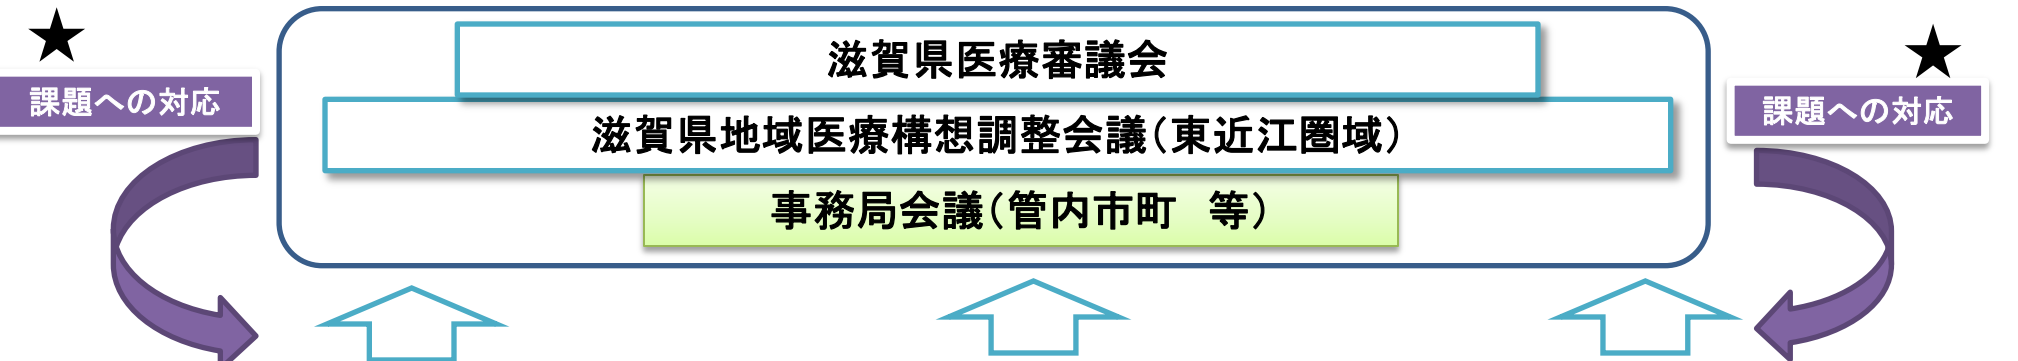 滋賀県医療審議会
課題への対応
課題への対応
滋賀県地域医療構想調整会議（東近江圏域）
事務局会議（管内市町　等）